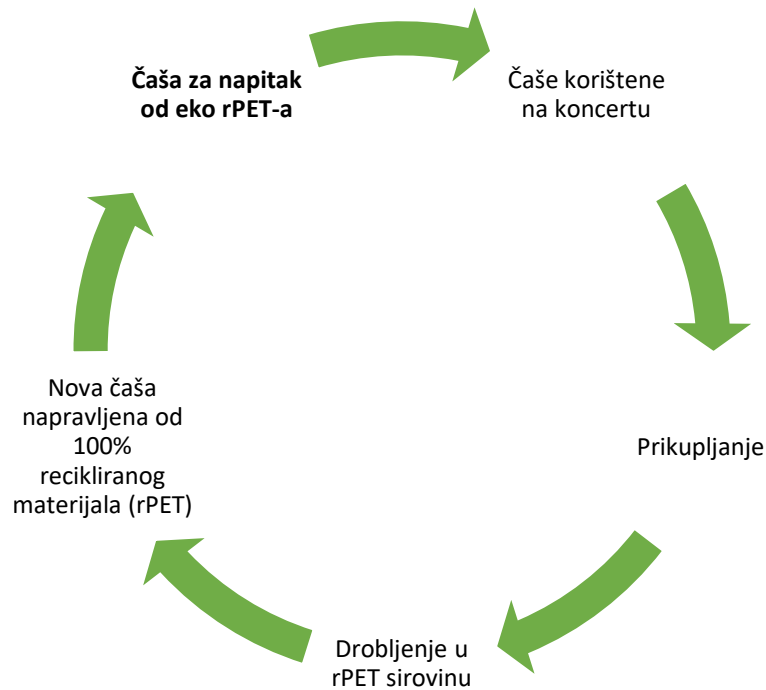 Čaša za napitak
od eko rPET-a
Čaše korištene
na koncertu
Prikupljanje
Drobljenje u
rPET sirovinu
Nova čaša
napravljena od
100%
recikliranog
materijala (rPET)